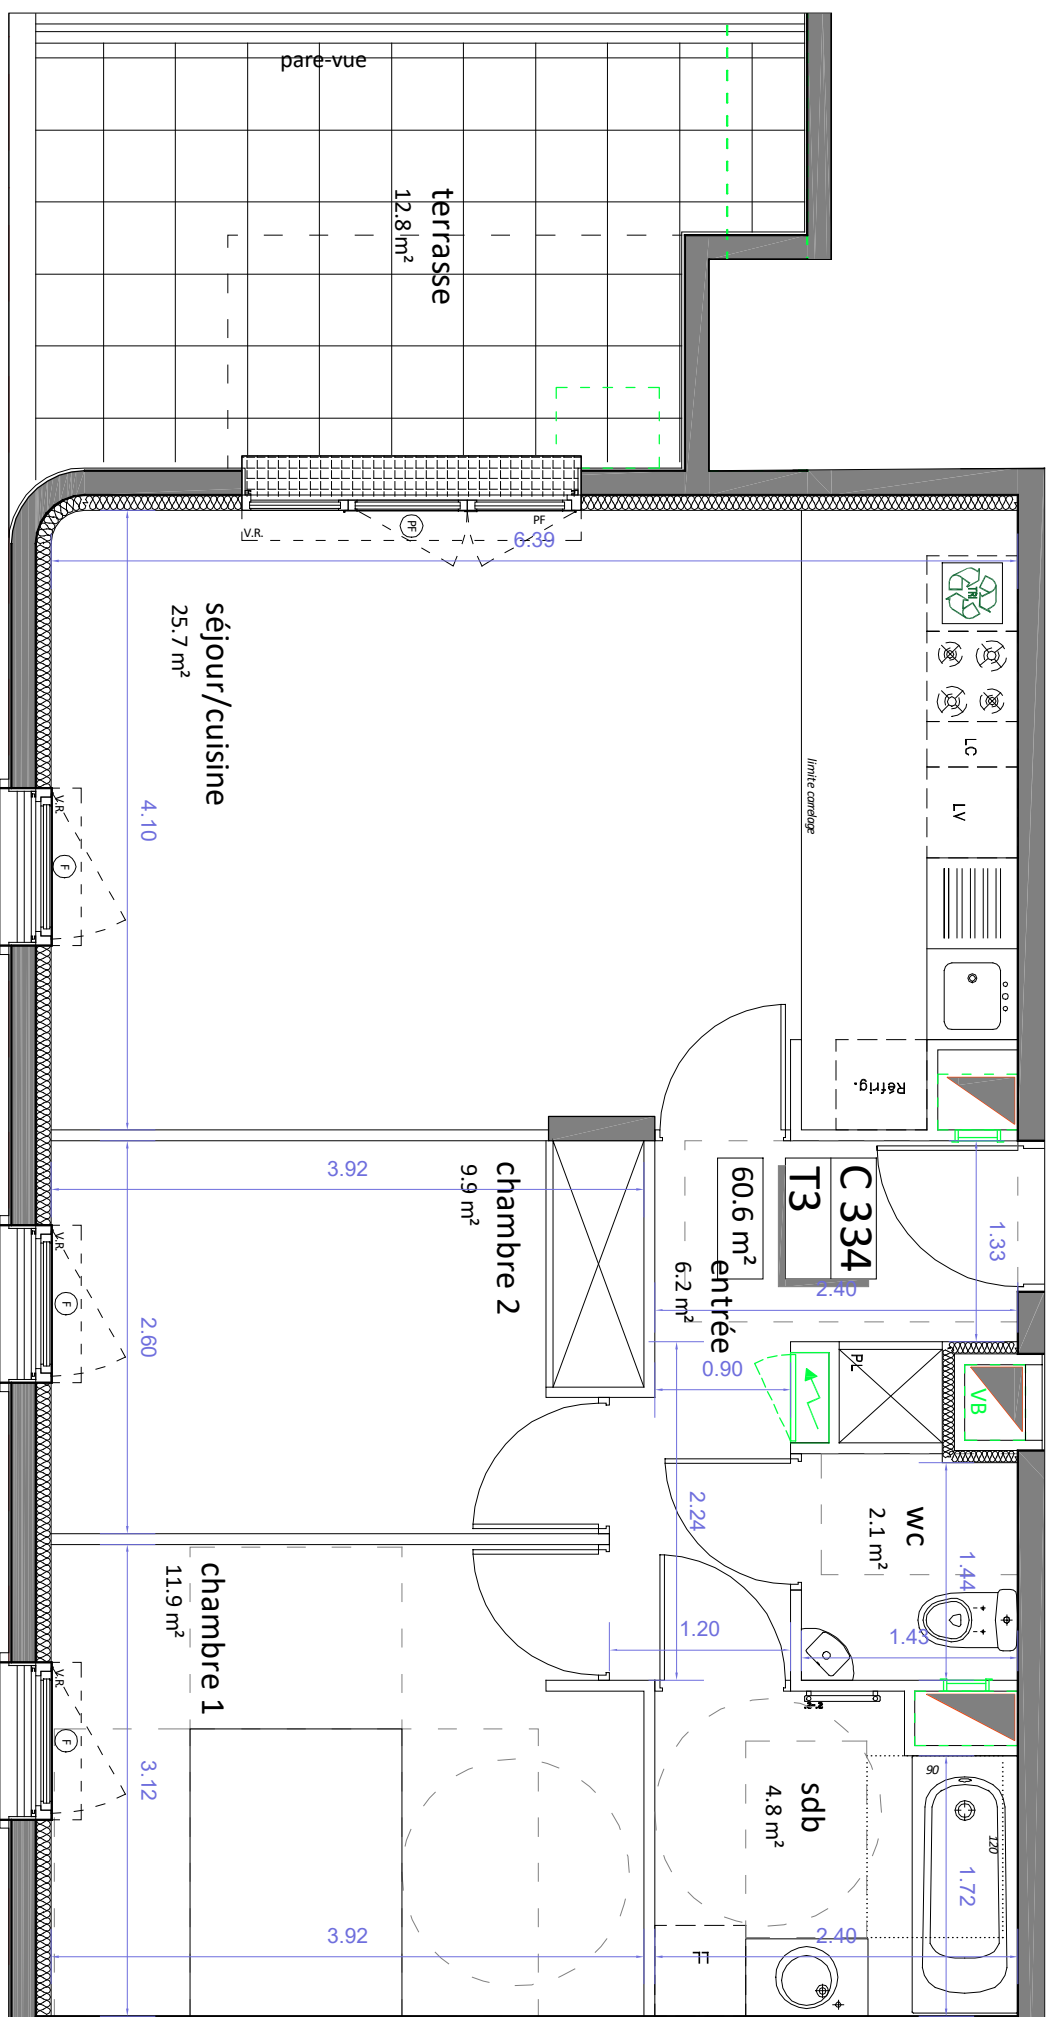 pare-vue
terrasse
12.8 m²
V.R.
PF
PF
6.39
séjour/cuisine
25.7 m²
TRI
LC
LV
limite carrelage
4.10
V.R.
F
Réfrig.
C 334
T3
60.6 m²
entrée
6.2 m²
1.33
2.40
0.90
3.92
chambre 2
9.9 m²
2.60
V.R.
F
PL
VB
2.24
wc
2.1 m²
1.44
1.43
1.20
chambre 1
11.9 m²
3.12
V.R.
F
3.92
sdb
4.8 m²
90
120
1.72
2.40